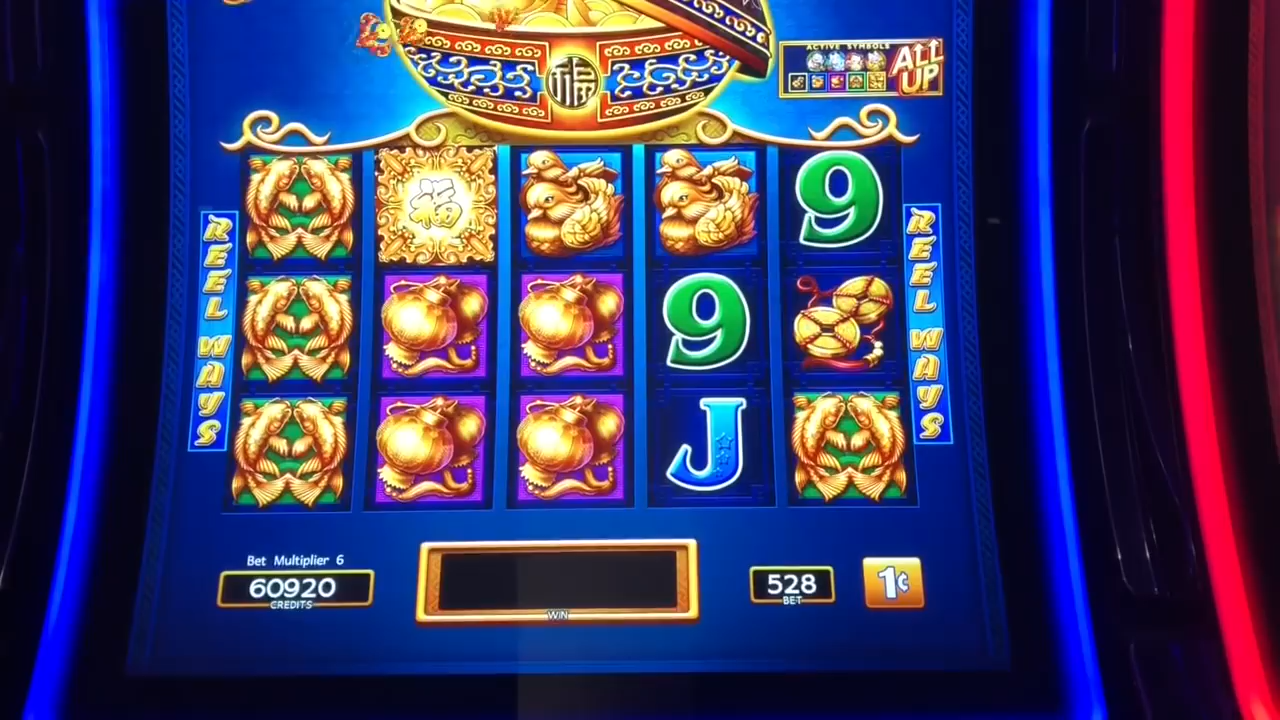 福
ACTIVE SYMBOLS
ALL
UP
福
9
9
J
REEL WAYS
REEL WAYS
Bet Multiplier 6
60920
CREDITS
WIN
528
BET
1¢